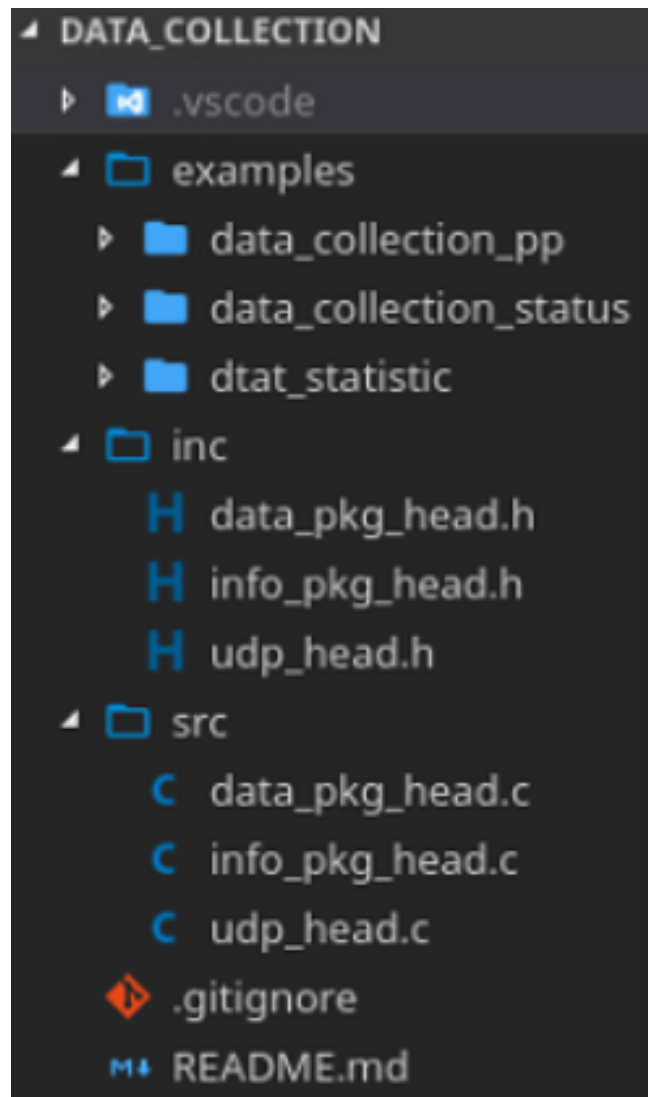 DATA_COLLECTION
.vscode
examples
data_collection_pp
data_collection_status
dtat_statistic
inc
H data_pkg_head.h
H info_pkg_head.h
H udp_head.h
src
C data_pkg_head.c
C info_pkg_head.c
C udp_head.c
.gitignore
M README.md